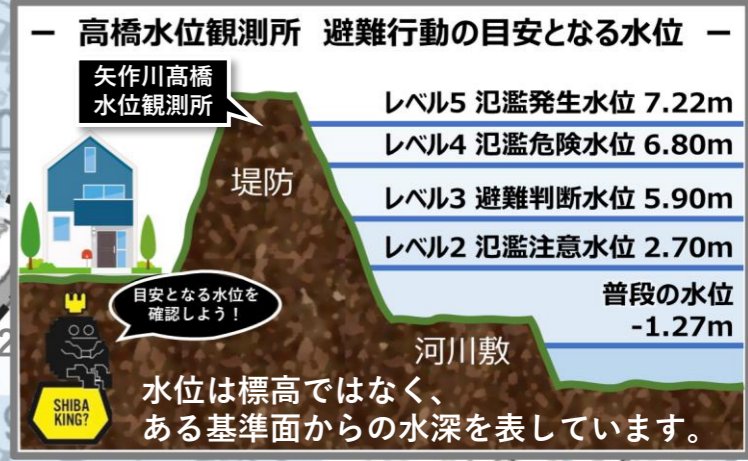 ー 高橋水位観測所 避難行動の目安となる水位 ー
矢作川髙橋
水位観測所
レベル5 氾濫発生水位 7.22m
レベル4 氾濫危険水位 6.80m
堤防
レベル3 避難判断水位 5.90m
レベル2 氾濫注意水位 2.70m
目安となる水位を
確認しよう！
普段の水位
-1.27m
河川敷
SHIBA
KING?
水位は標高ではなく、
ある基準面からの水深を表しています。